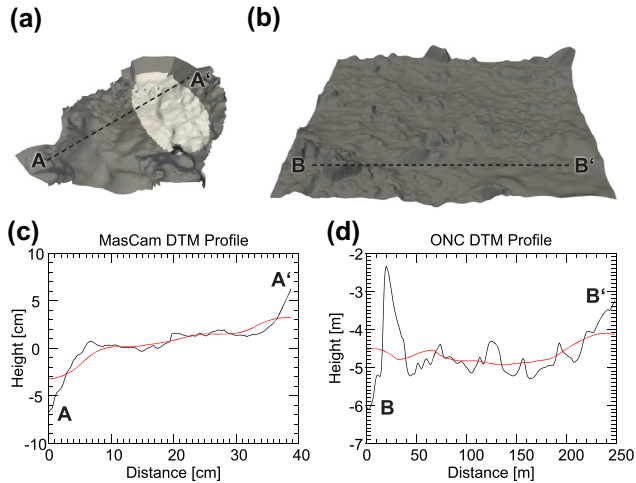 (a)
A
A'
(b)
B
B'
(c)
MasCam DTM Profile
Height [cm]
10
5
0
-5
-10
A
A'
0
10
20
30
40
Distance [cm]
(d)
ONC DTM Profile
Height [m]
-2
-3
-4
-5
-6
-7
B
B'
0
50
100
150
200
250
Distance [m]